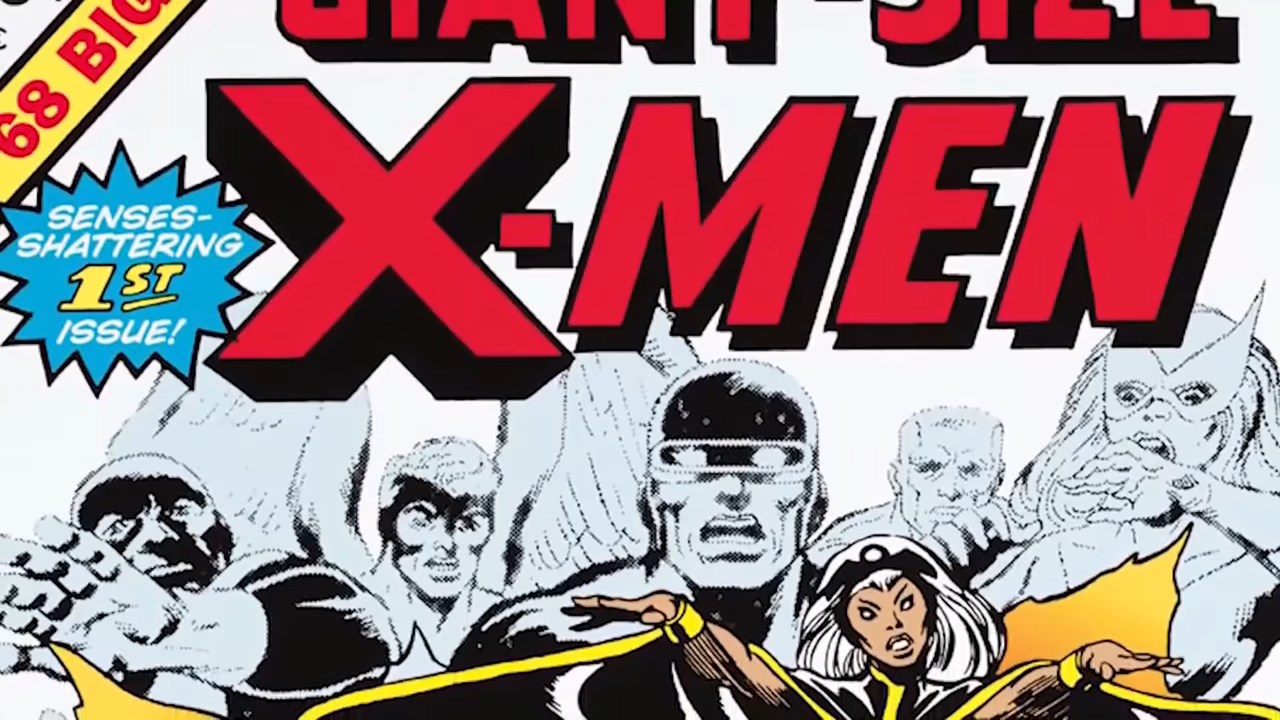 GIANT-SIZE
68 BIG
X-MEN
SENSES-
SHATTERING
1ST
ISSUE!